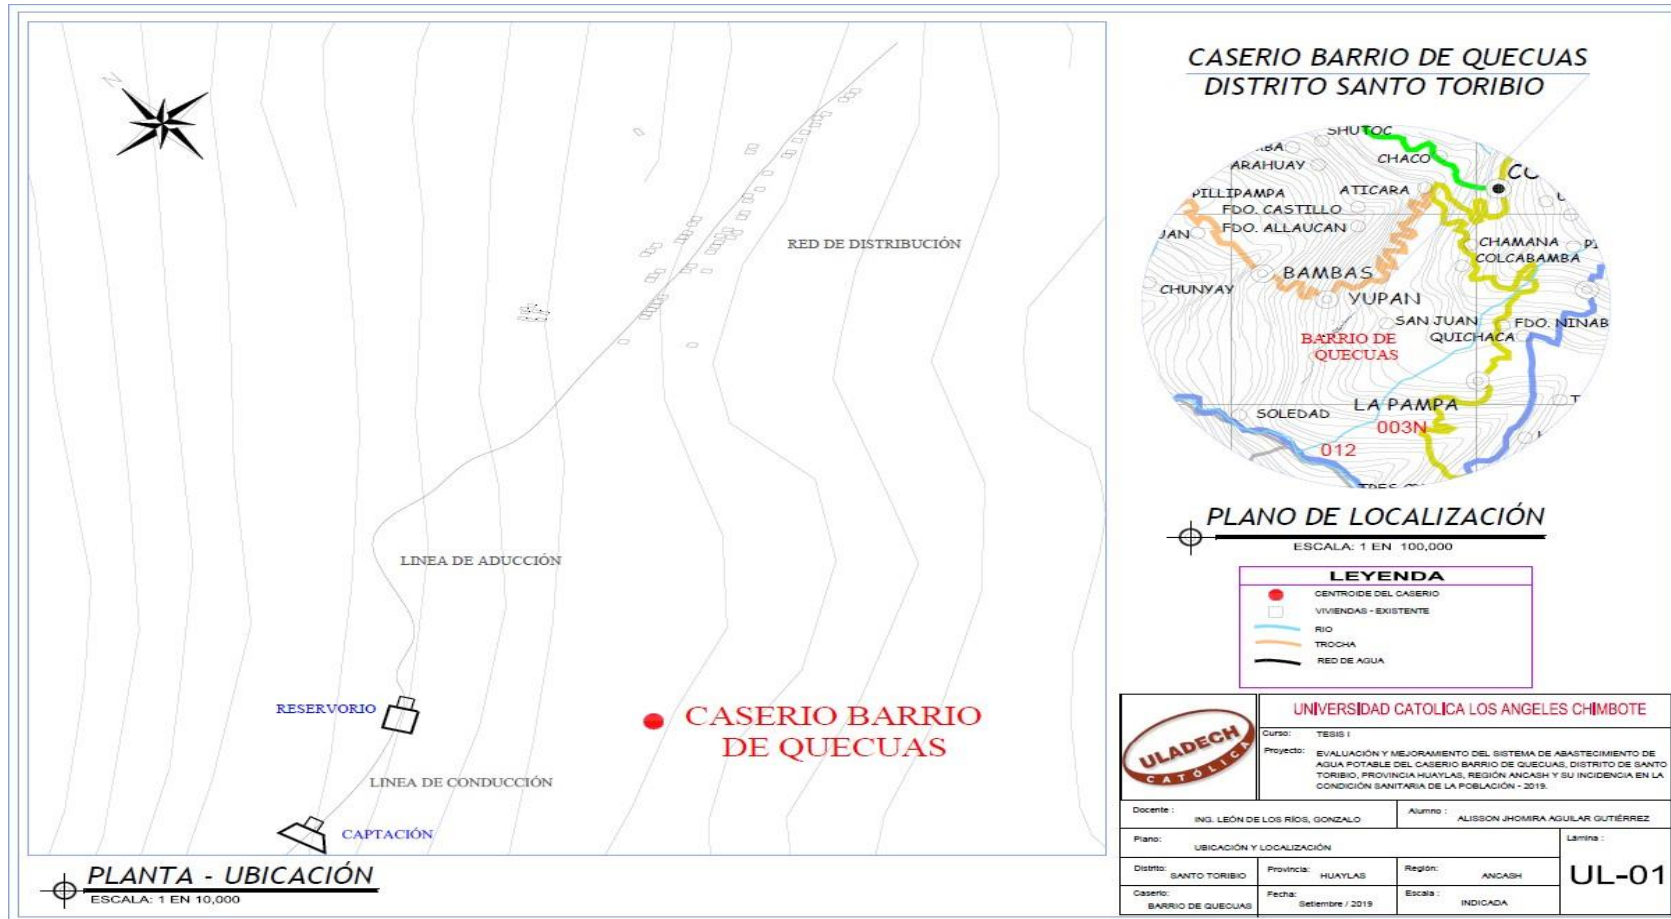 N
RED DE DISTRIBUCIÓN
LINEA DE ADUCCIÓN
RESERVORIO
CASERIO BARRIO
DE QUECUAS
LINEA DE CONDUCCIÓN
CAPTACIÓN
PLANTA - UBICACIÓN
ESCALA: 1 EN 10,000
CASERIO BARRIO DE QUECUAS
DISTRITO SANTO TORIBIO
SHUTOC
CHACO
ARAHUAY
PILLIPAMPA
ATICARA
FDO. CASTILLO
FDO. ALLAUCAN
CHAMANA
COLCABAMBA
BAMBAS
CHUNYAY
YUPAN
SAN JUAN
FDO. NINAB
BARRIO DE
QUECUAS
QUICHACA
LA PAMPA
SOLEDAD
003N
012
PLANO DE LOCALIZACIÓN
ESCALA: 1 EN 100,000
LEYENDA
CENTROIDE DEL CASERIO
VIVIENDAS - EXISTENTE
RIO
TROCHA
RED DE AGUA
ULADECH
CATÓLICA
UNIVERSIDAD CATOLICA LOS ANGELES CHIMBOTE
Curso: TESIS I
Proyecto: EVALUACIÓN Y MEJORAMIENTO DEL SISTEMA DE ABASTECIMIENTO DE
AGUA POTABLE DEL CASERIO BARRIO DE QUECUAS, DISTRITO DE SANTO
TORIBIO, PROVINCIA HUAYLAS, REGIÓN ANCASH Y SU INCIDENCIA EN LA
CONDICIÓN SANITARIA DE LA POBLACIÓN - 2019.
Docente : ING. LEÓN DE LOS RÍOS, GONZALO
Alumno : ALISSON JHOMIRA AGUILAR GUTIÉRREZ
Plano: UBICACIÓN Y LOCALIZACIÓN
Lámina :
UL-01
Distrito: SANTO TORIBIO
Provincia: HUAYLAS
Región: ANCASH
Caserío: BARRIO DE QUECUAS
Fecha: Setiembre / 2019
Escala : INDICADA